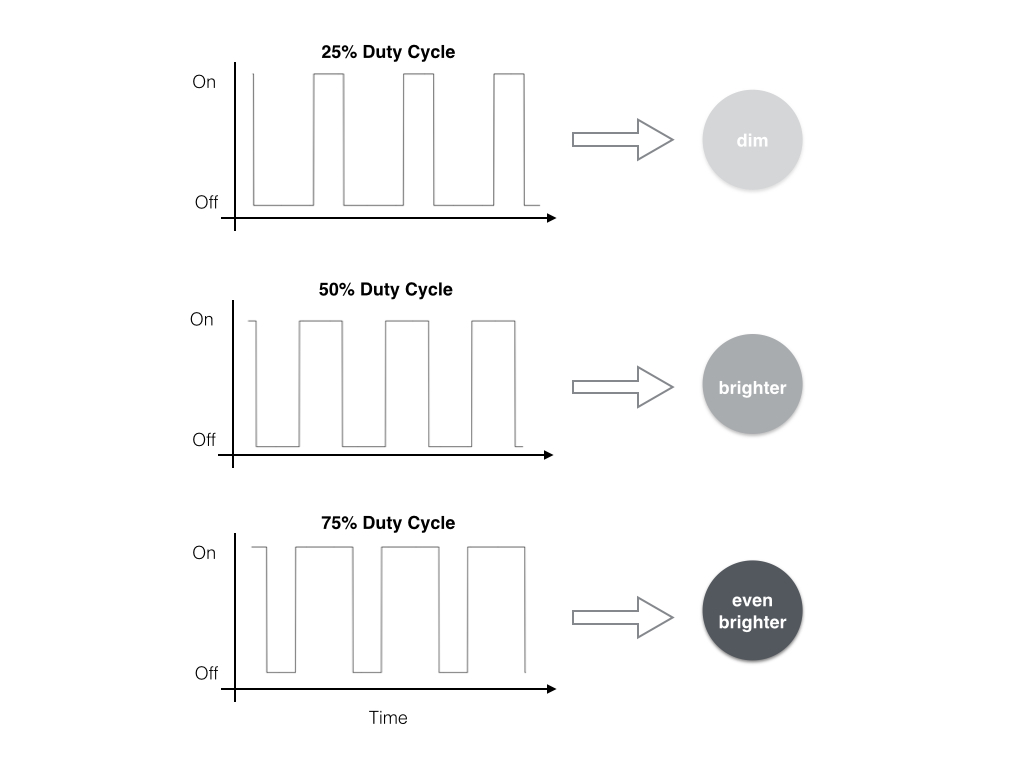 25% Duty Cycle
On
Off
dim
50% Duty Cycle
On
Off
brighter
75% Duty Cycle
On
Off
even
brighter
Time